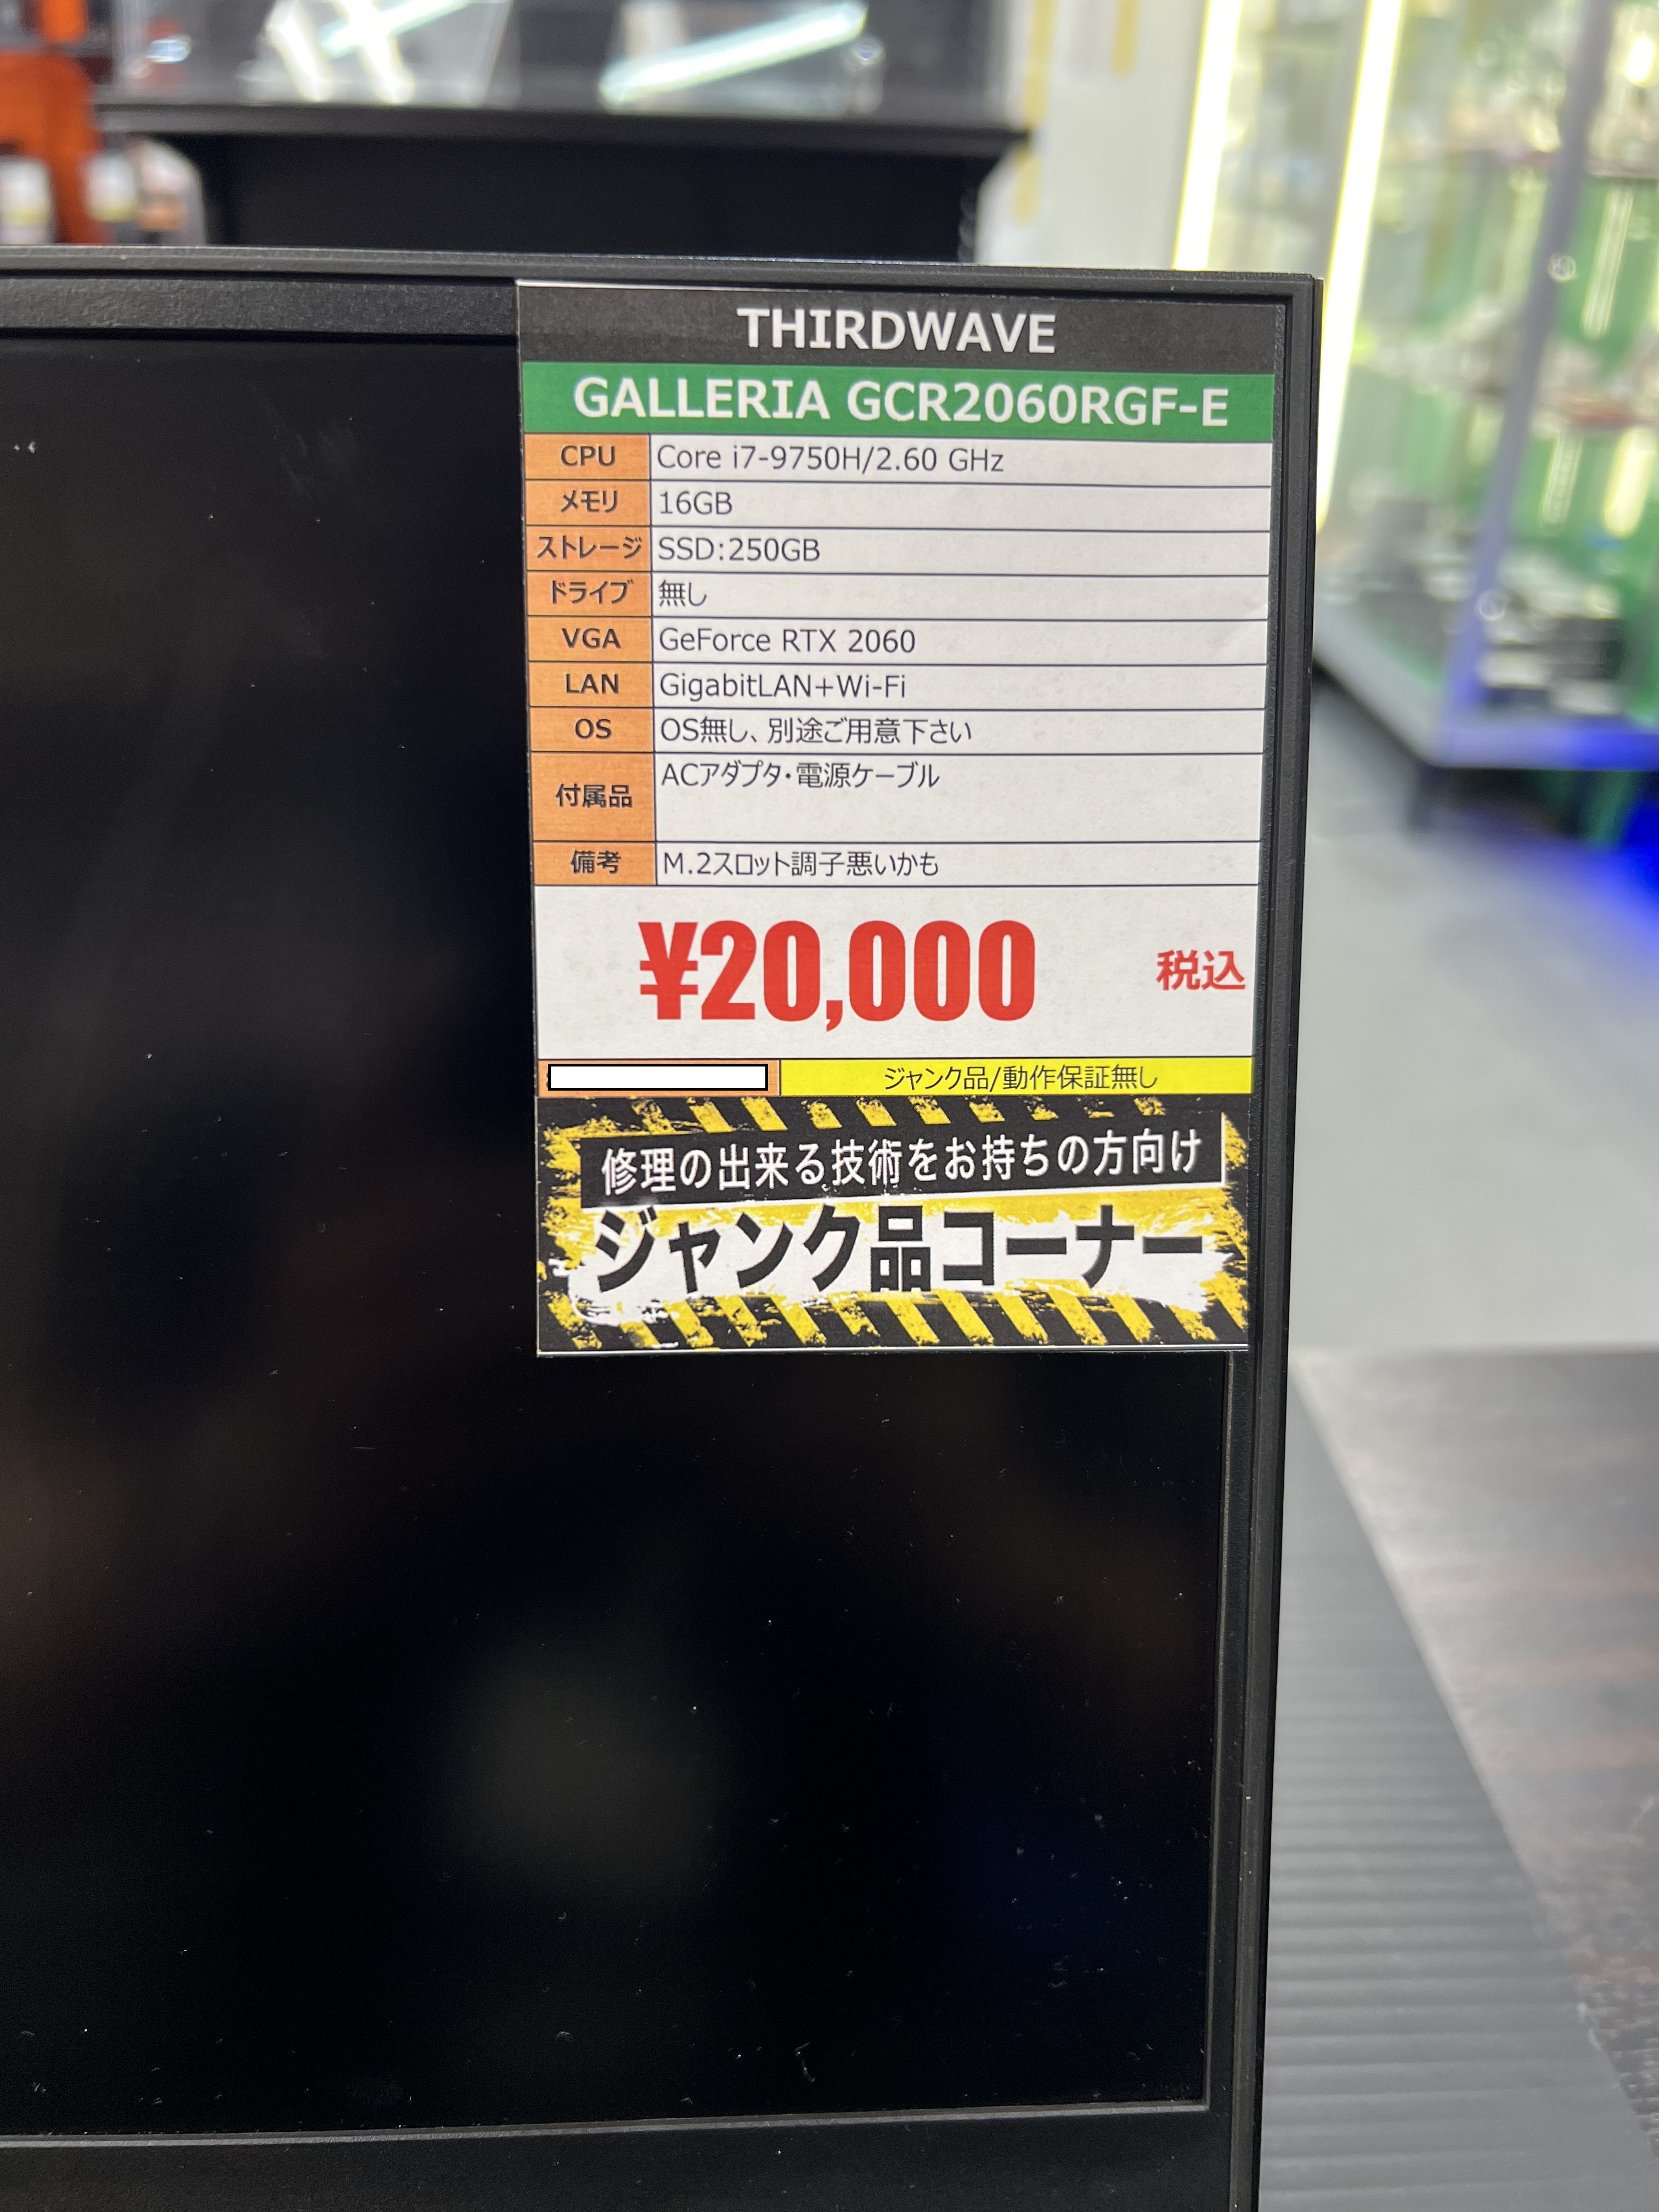 THIRDWAVE
GALLERIA GCR2060RGF-E
CPU Core i7-9750H/2.60 GHz
メモリ 16GB
ストレージ SSD:250GB
ドライブ 無し
VGA GeForce RTX 2060
LAN GigabitLAN+Wi-Fi
OS OS無し、別途ご用意下さい
付属品 ACアダプタ・電源ケーブル
備考 M.2スロット調子悪いかも
¥20,000 税込
ジャンク品/動作保証無し
修理の出来る技術をお持ちの方向け
ジャンク品コーナー